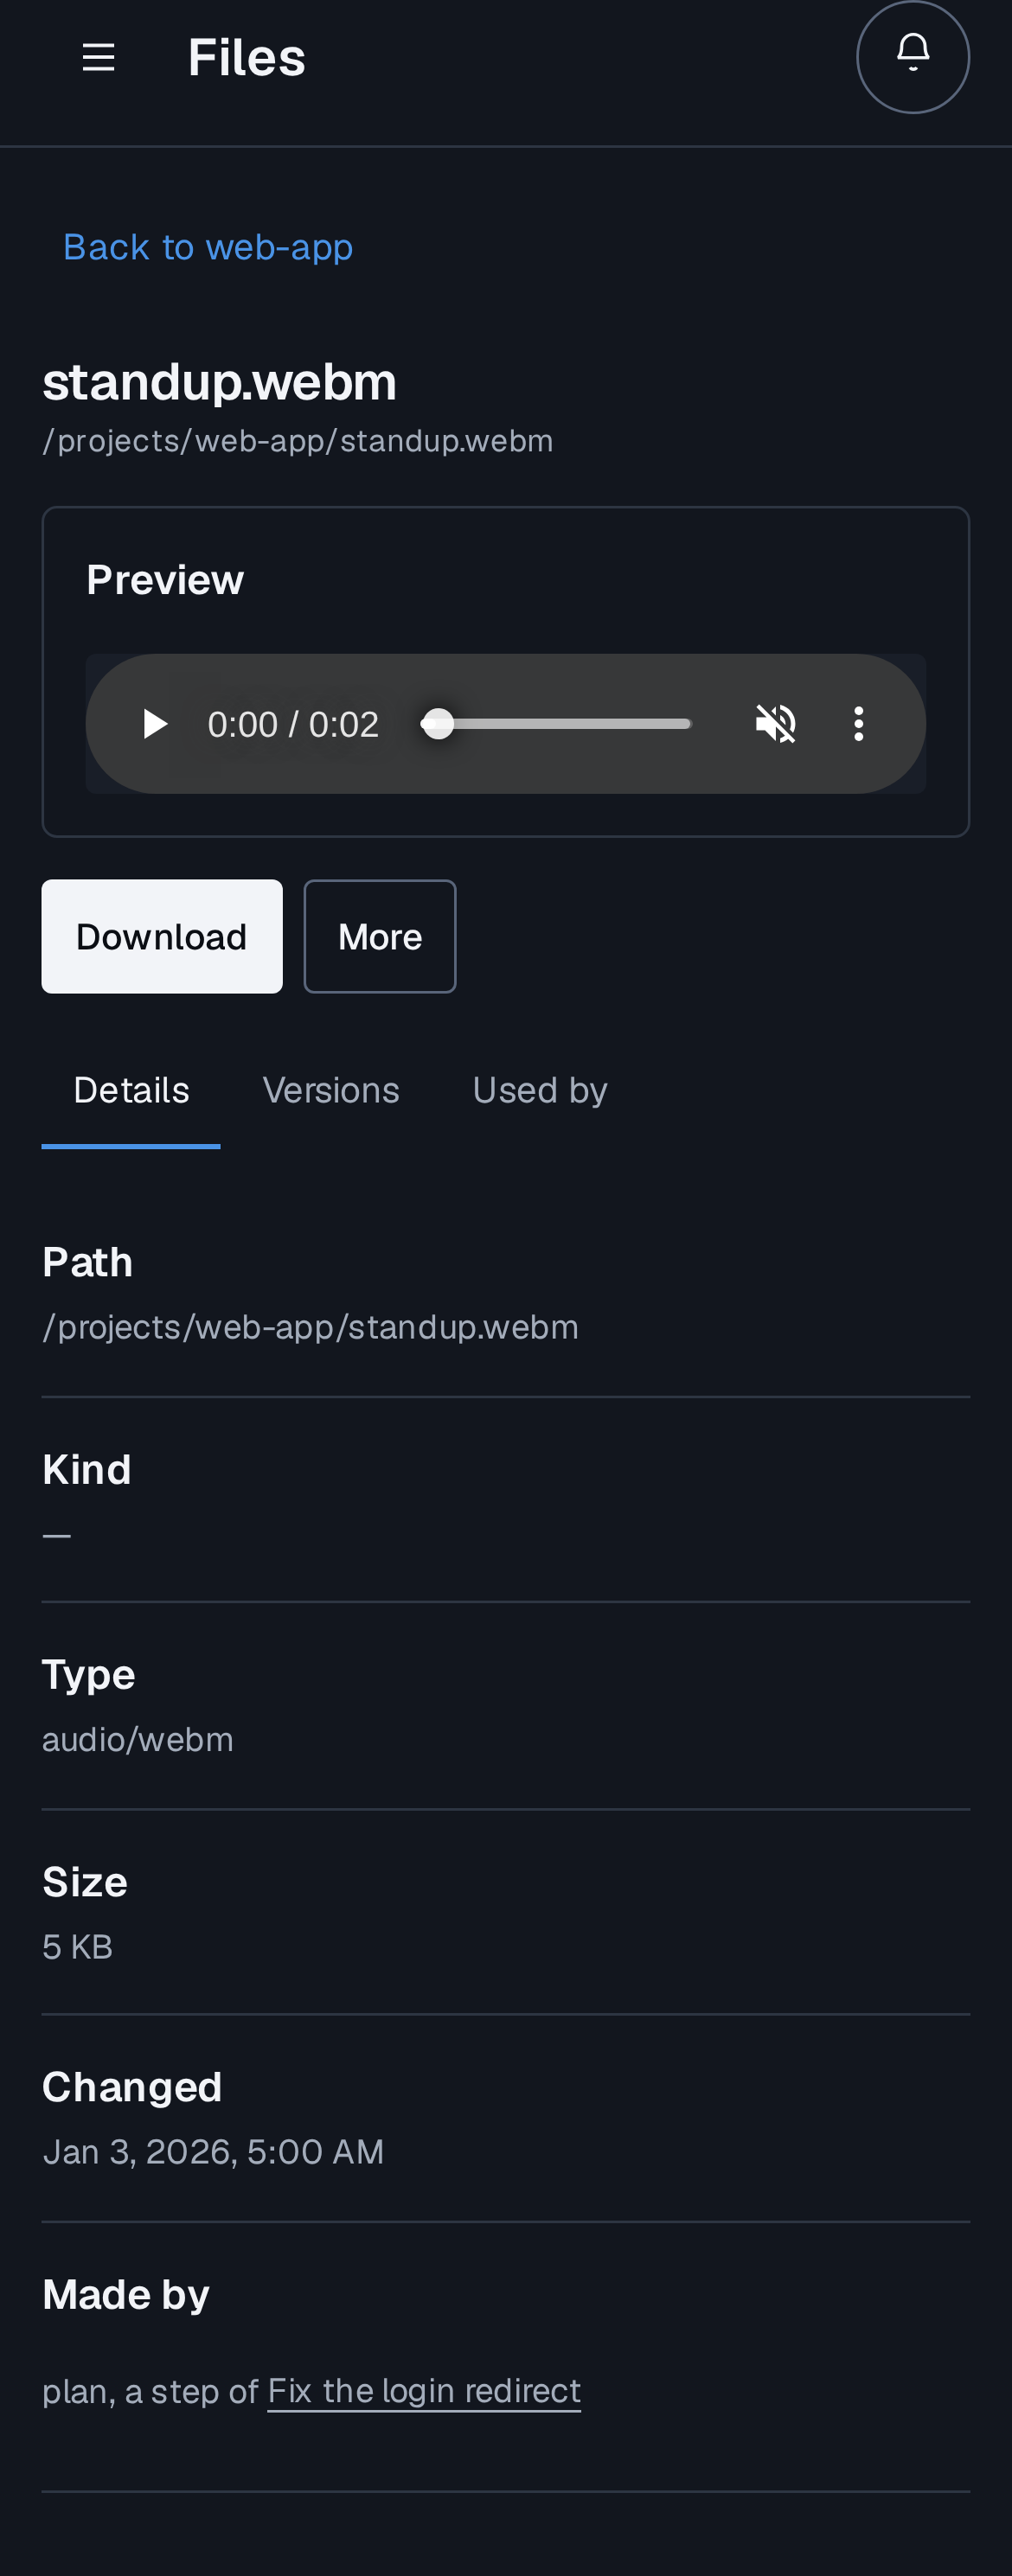 Files
Back to web-app
standup.webm
/projects/web-app/standup.webm
Preview
0:00 / 0:02
Download
More
Details
Versions
Used by
Path
/projects/web-app/standup.webm
Kind
—
Type
audio/webm
Size
5 KB
Changed
Jan 3, 2026, 5:00 AM
Made by
plan, a step of Fix the login redirect